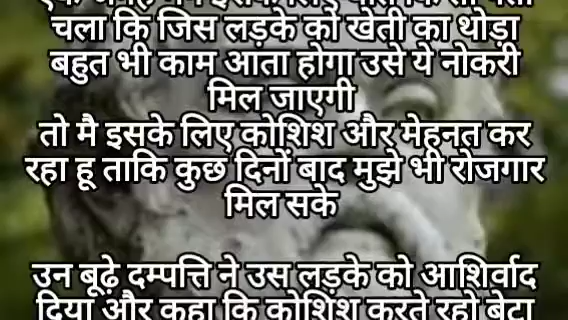 चला कि जिस लड़के को खेती का थोड़ा
बहुत भी काम आता होगा उसे ये नोकरी
मिल जाएगी
तो मै इसके लिए कोशिश और मेहनत कर
रहा हू ताकि कुछ दिनों बाद मुझे भी रोजगार
मिल सके
उन बूढ़े दम्पत्ति ने उस लड़के को आशिर्वाद
दिया और कहा कि कोशिश करते रहो बेटा